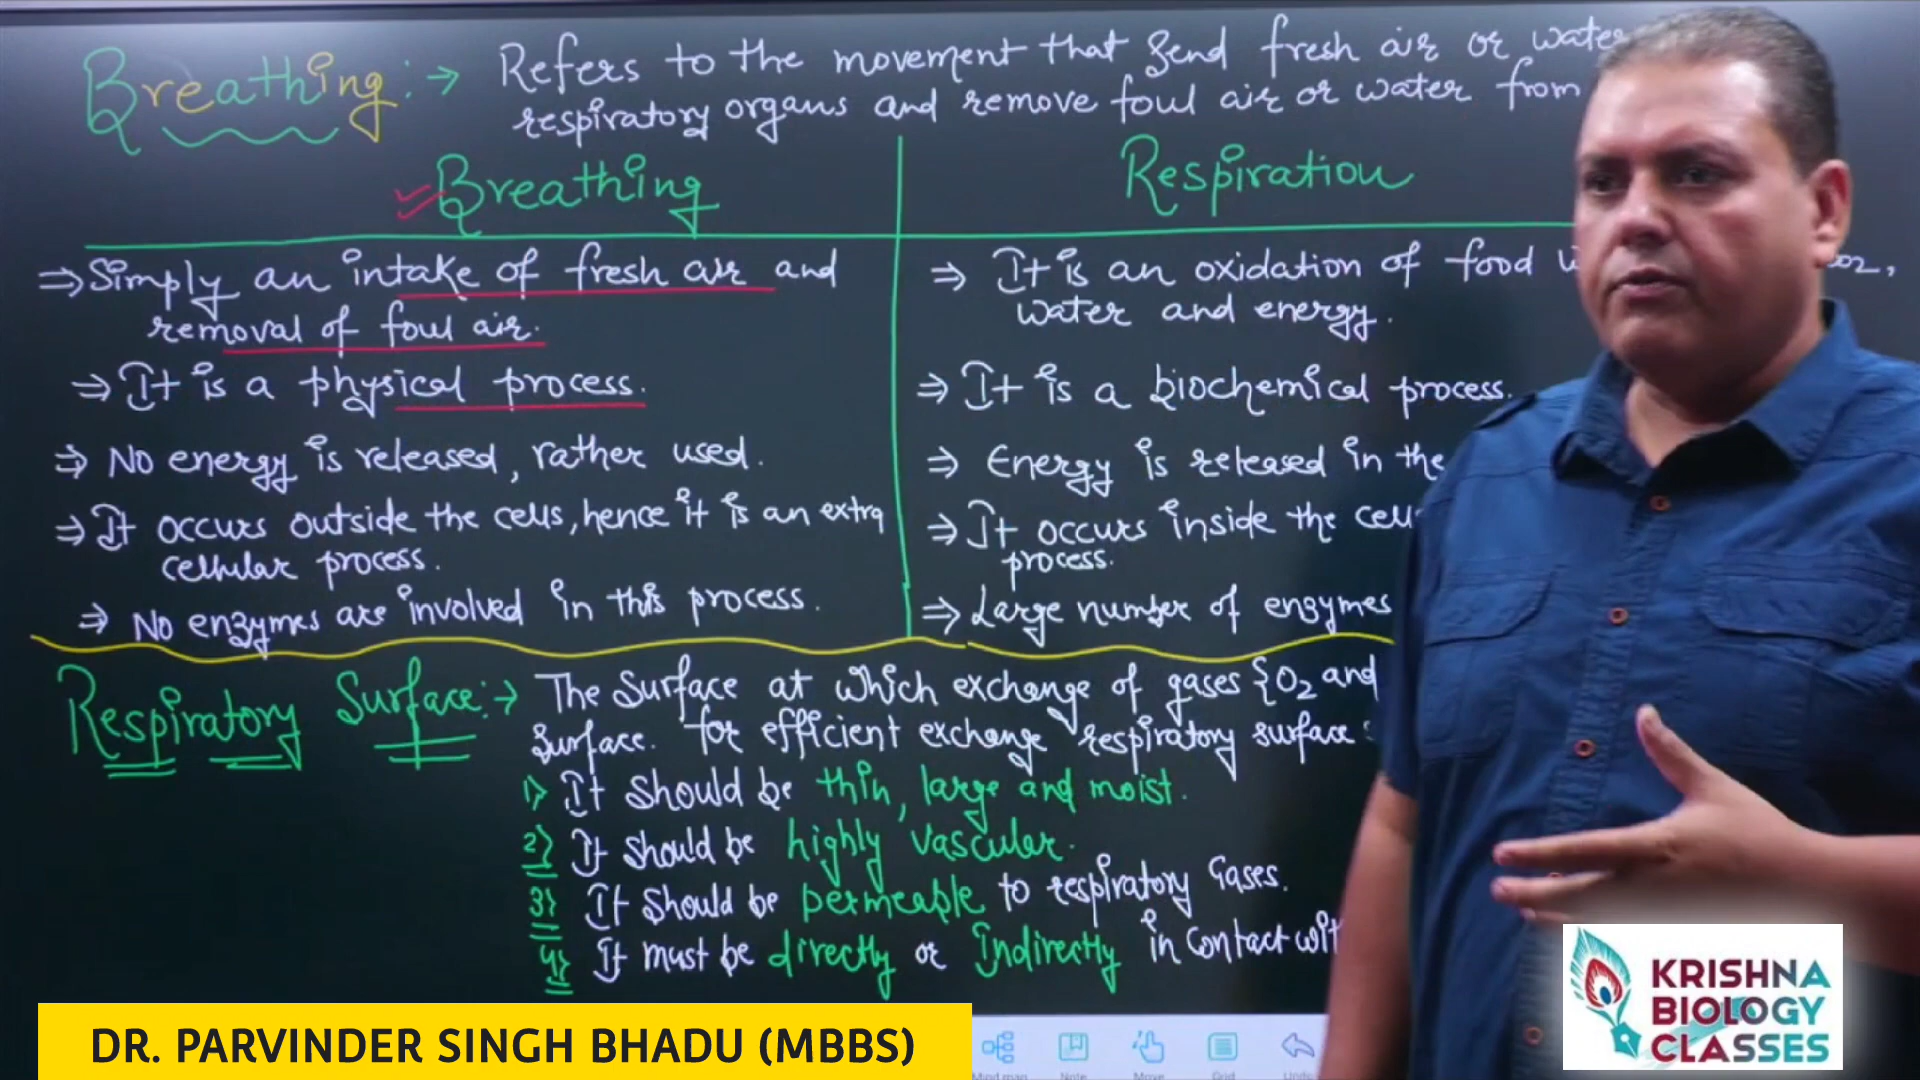 Breathing:→ Refers to the movement that send fresh air or water
respiratory organs and remove foul air or water from
Breathing
Respiration
⇒ Simply an intake of fresh air and
removal of foul air.
⇒ It is a physical process.
⇒ No energy is released, rather used.
⇒ It occurs outside the cells, hence it is an extra
cellular process.
⇒ No enzymes are involved in this process.
⇒ It is an oxidation of food
water and energy.
⇒ It is a biochemical process.
⇒ Energy is released in the
⇒ It occurs inside the cell
process.
⇒ Large number of enzymes
Respiratory Surface:→ The Surface at which exchange of gases {O2 and
surface. for efficient exchange respiratory surface
1) It should be thin, large and moist.
2) It should be highly vascular.
3) It should be permeable to respiratory Gases.
4) It must be directly or indirectly in contact wit
DR. PARVINDER SINGH BHADU (MBBS)
Mind map Note Move Grid Undo
KRISHNA
BIOLOGY
CLASSES